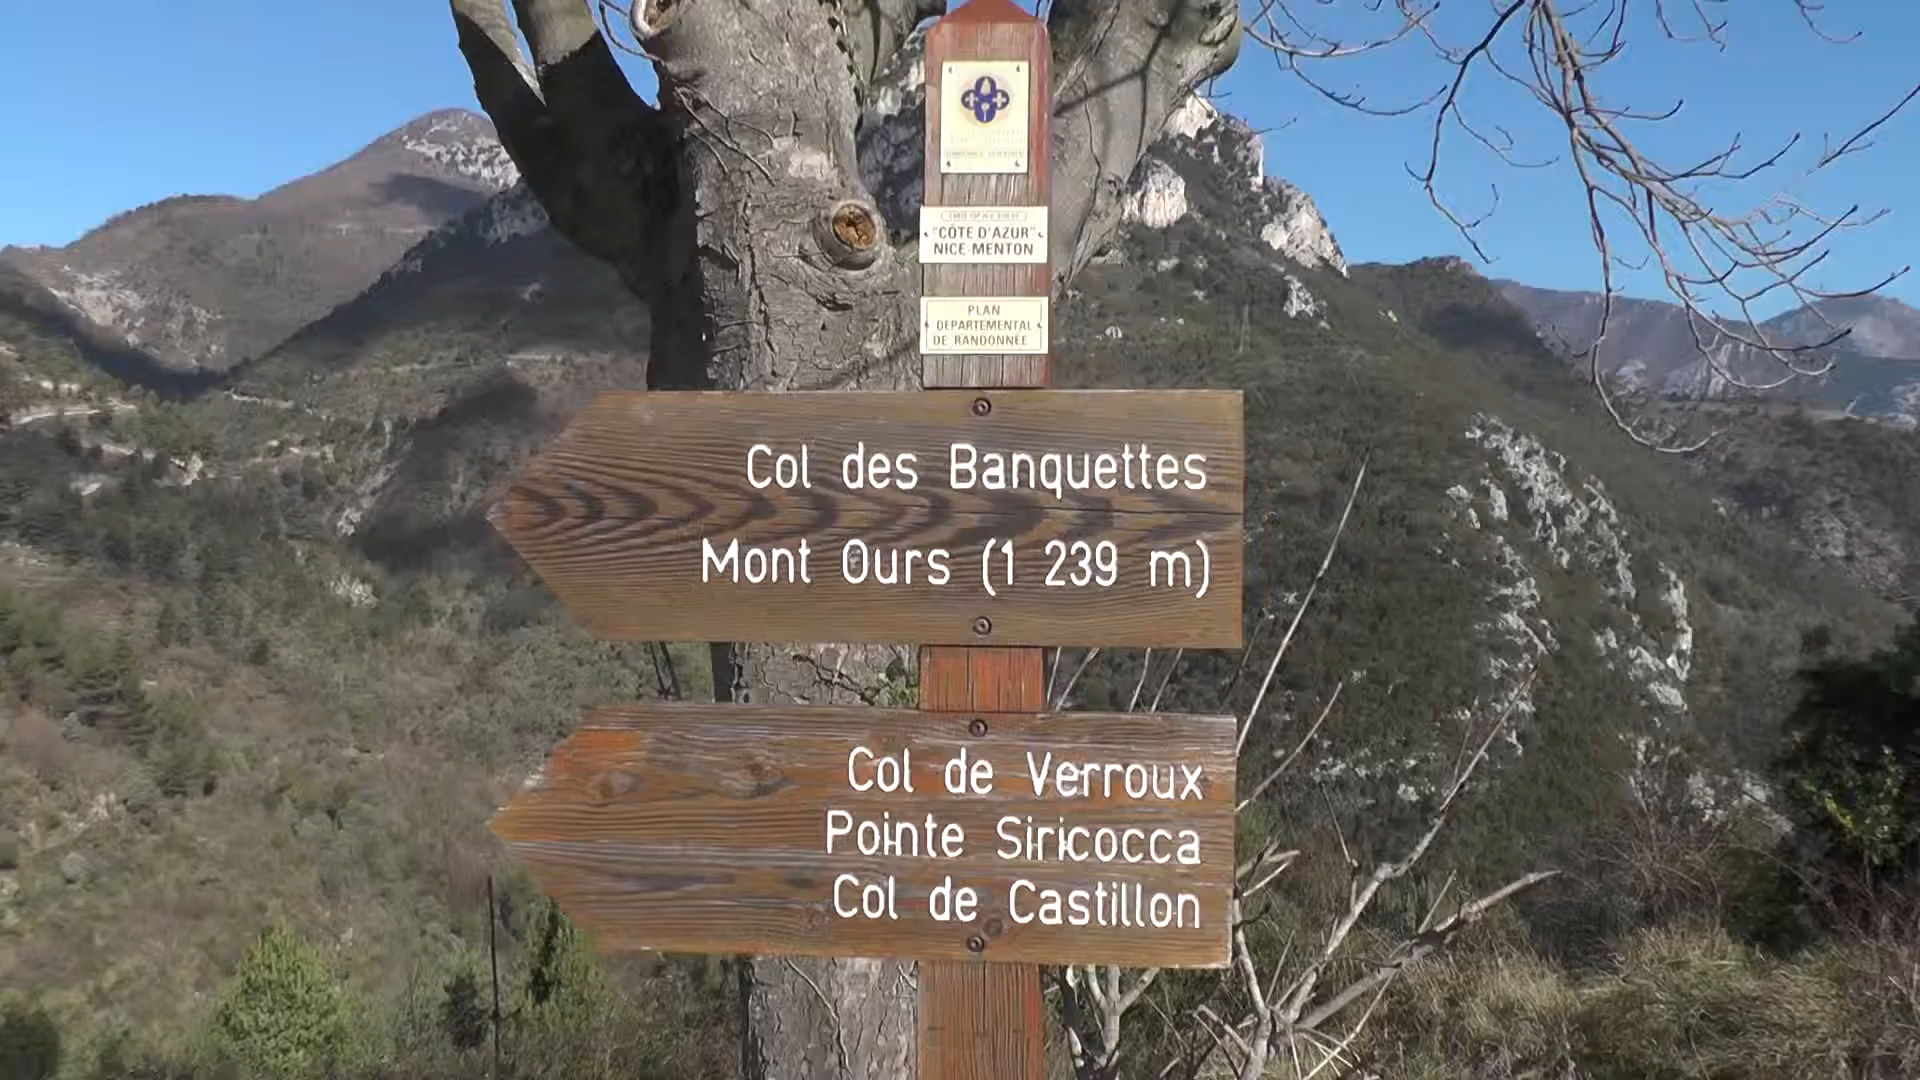 "CÔTE D'AZUR"
NICE-MENTON
PLAN
DEPARTEMENTAL
DE RANDONNÉE
Col des Banquettes
Mont Ours (1 239 m)
Col de Verroux
Pointe Siricocca
Col de Castillon